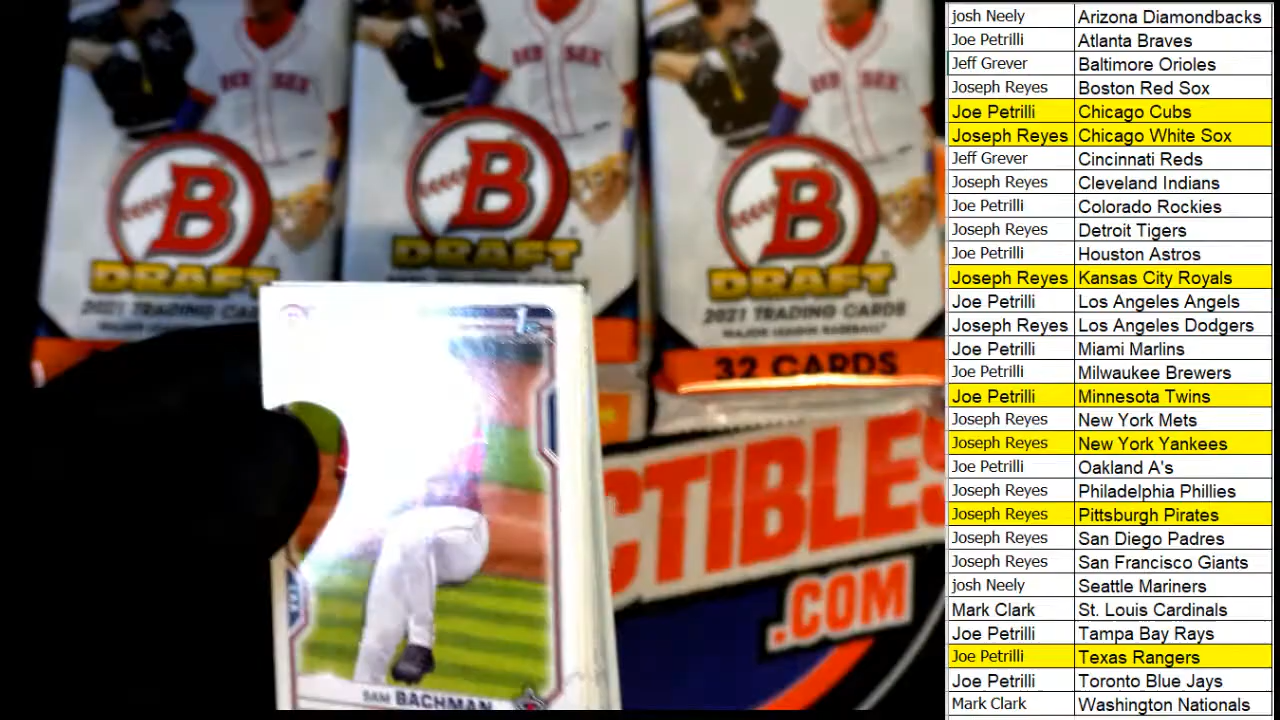 RED SOX
SEX
B
B
B
DRAFT
DRAFT
DRAFT
2021 TRADING CARDS
2021 TRADING CARDS
MAJOR LEAGUE BASEBALL
32 CARDS
1st
CTIBLES
.COM
SAM BACHMAN
josh Neely Arizona Diamondbacks
Joe Petrilli Atlanta Braves
Jeff Grever Baltimore Orioles
Joseph Reyes Boston Red Sox
Joe Petrilli Chicago Cubs
Joseph Reyes Chicago White Sox
Jeff Grever Cincinnati Reds
Joseph Reyes Cleveland Indians
Joe Petrilli Colorado Rockies
Joseph Reyes Detroit Tigers
Joe Petrilli Houston Astros
Joseph Reyes Kansas City Royals
Joe Petrilli Los Angeles Angels
Joseph Reyes Los Angeles Dodgers
Joe Petrilli Miami Marlins
Joe Petrilli Milwaukee Brewers
Joe Petrilli Minnesota Twins
Joseph Reyes New York Mets
Joseph Reyes New York Yankees
Joe Petrilli Oakland A's
Joseph Reyes Philadelphia Phillies
Joseph Reyes Pittsburgh Pirates
Joseph Reyes San Diego Padres
Joseph Reyes San Francisco Giants
josh Neely Seattle Mariners
Mark Clark St. Louis Cardinals
Joe Petrilli Tampa Bay Rays
Joe Petrilli Texas Rangers
Joe Petrilli Toronto Blue Jays
Mark Clark Washington Nationals